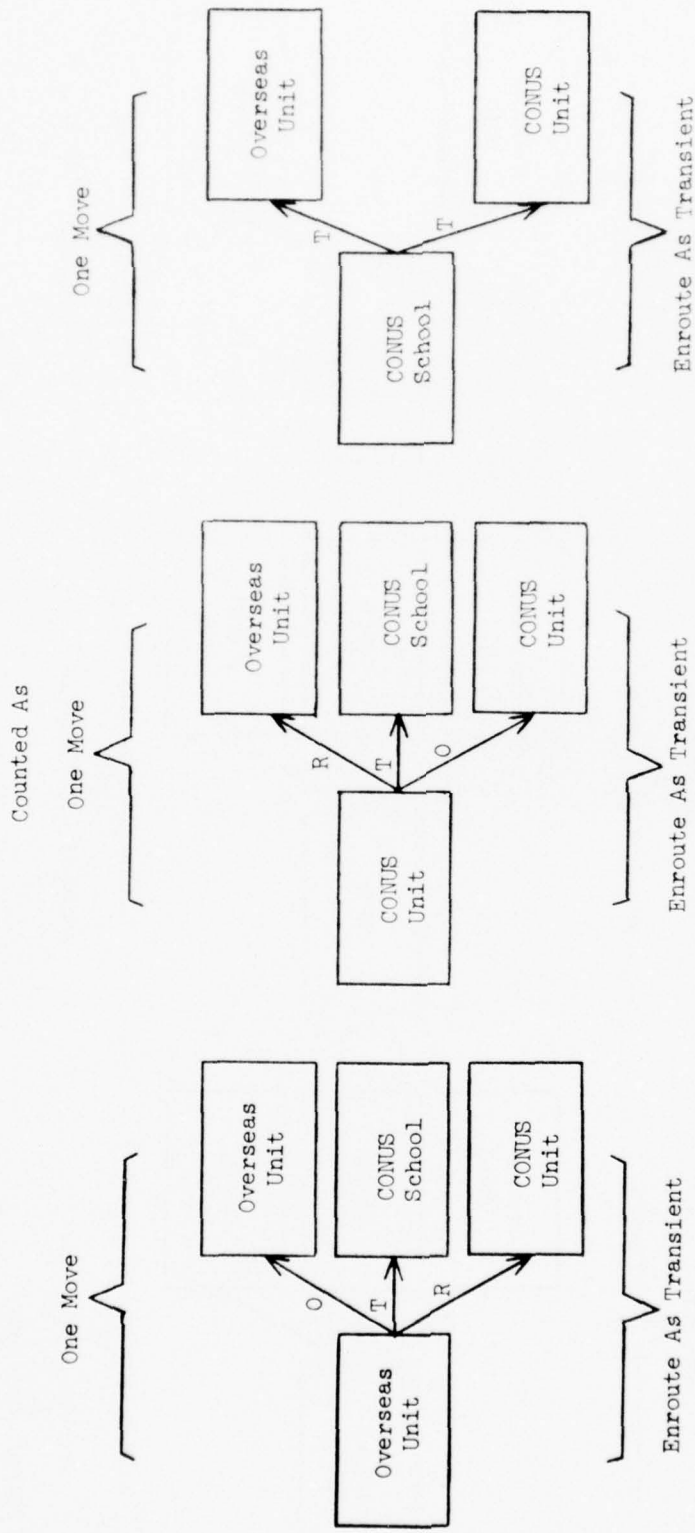 Counted As
One Move
One Move
One Move
Overseas
Unit
O
T
R
Overseas
Unit
CONUS
School
CONUS
Unit
CONUS
Unit
R
T
O
Overseas
Unit
CONUS
School
CONUS
Unit
CONUS
School
T
T
Overseas
Unit
CONUS
Unit
Enroute As Transient
Enroute As Transient
Enroute As Transient